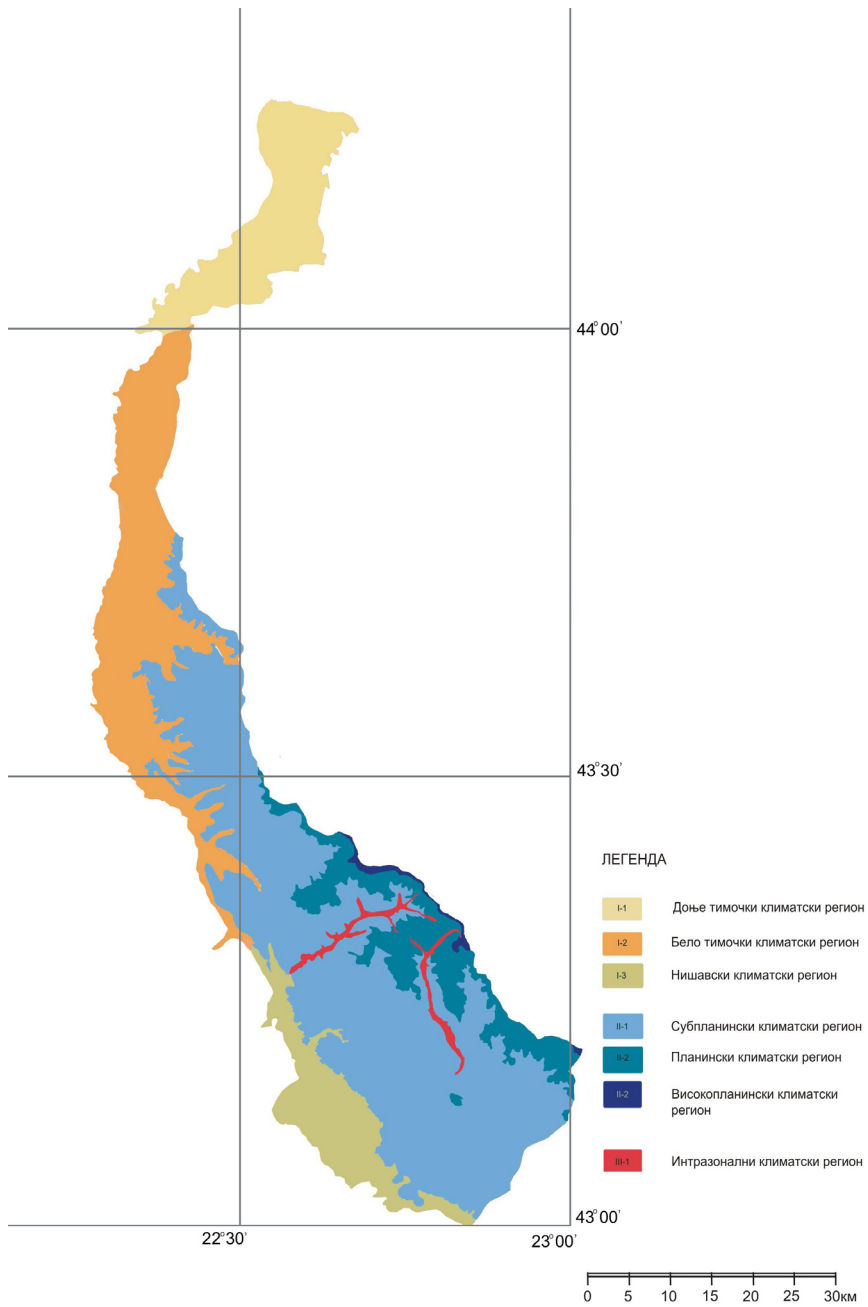 44°00'
43°30'
ЛЕГЕНДА
I-1 Доње тимочки климатски регион
I-2 Бело тимочки климатски регион
I-3 Нишавски климатски регион
II-1 Субпланински климатски регион
II-2 Планински климатски регион
II-2 Високопланински климатски
регион
III-1 Интразонални климатски регион
43°00'
22°30' 23°00'
0 5 10 15 20 25 30км